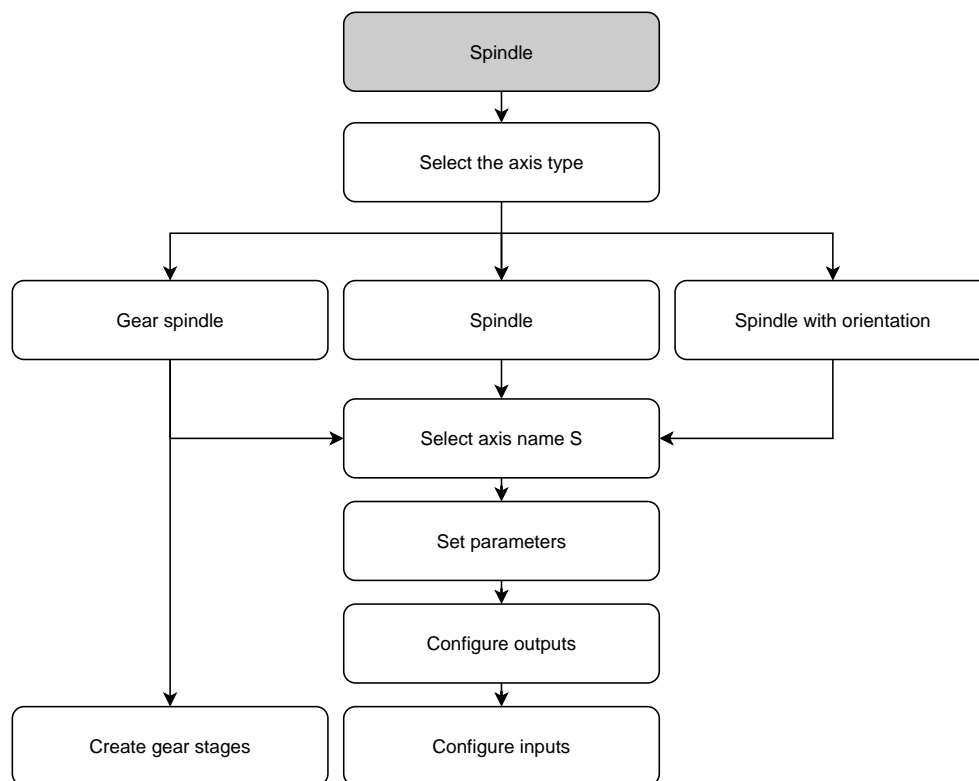 Spindle
Select the axis type
Gear spindle
Spindle
Spindle with orientation
Select axis name S
Set parameters
Configure outputs
Create gear stages
Configure inputs